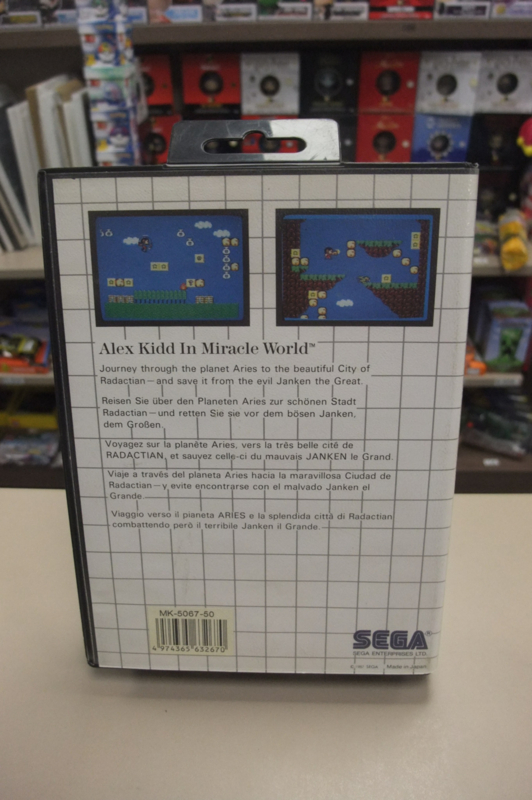 Alex Kidd In Miracle World™
Journey through the planet Aries to the beautiful City of
Radactian—and save it from the evil Janken the Great.
Reisen Sie über den Planeten Aries zur schönen Stadt
Radactian—und retten Sie sie vor dem bösen Janken,
dem Großen.
Voyagez sur la planète Aries, vers la très belle cité de
RADACTIAN, et sauvez celle-ci du mauvais JANKEN le Grand.
Viaje a través del planeta Aries hacia la maravillosa Ciudad de
Radactian—y evite encontrarse con el malvado Janken el
Grande.
Viaggio verso il pianeta ARIES e la splendida città di Radactian
combattendo però il terribile Janken il Grande.
MK-5067-50
4 974365 632670
SEGA®
SEGA ENTERPRISES LTD.
Made in Japan